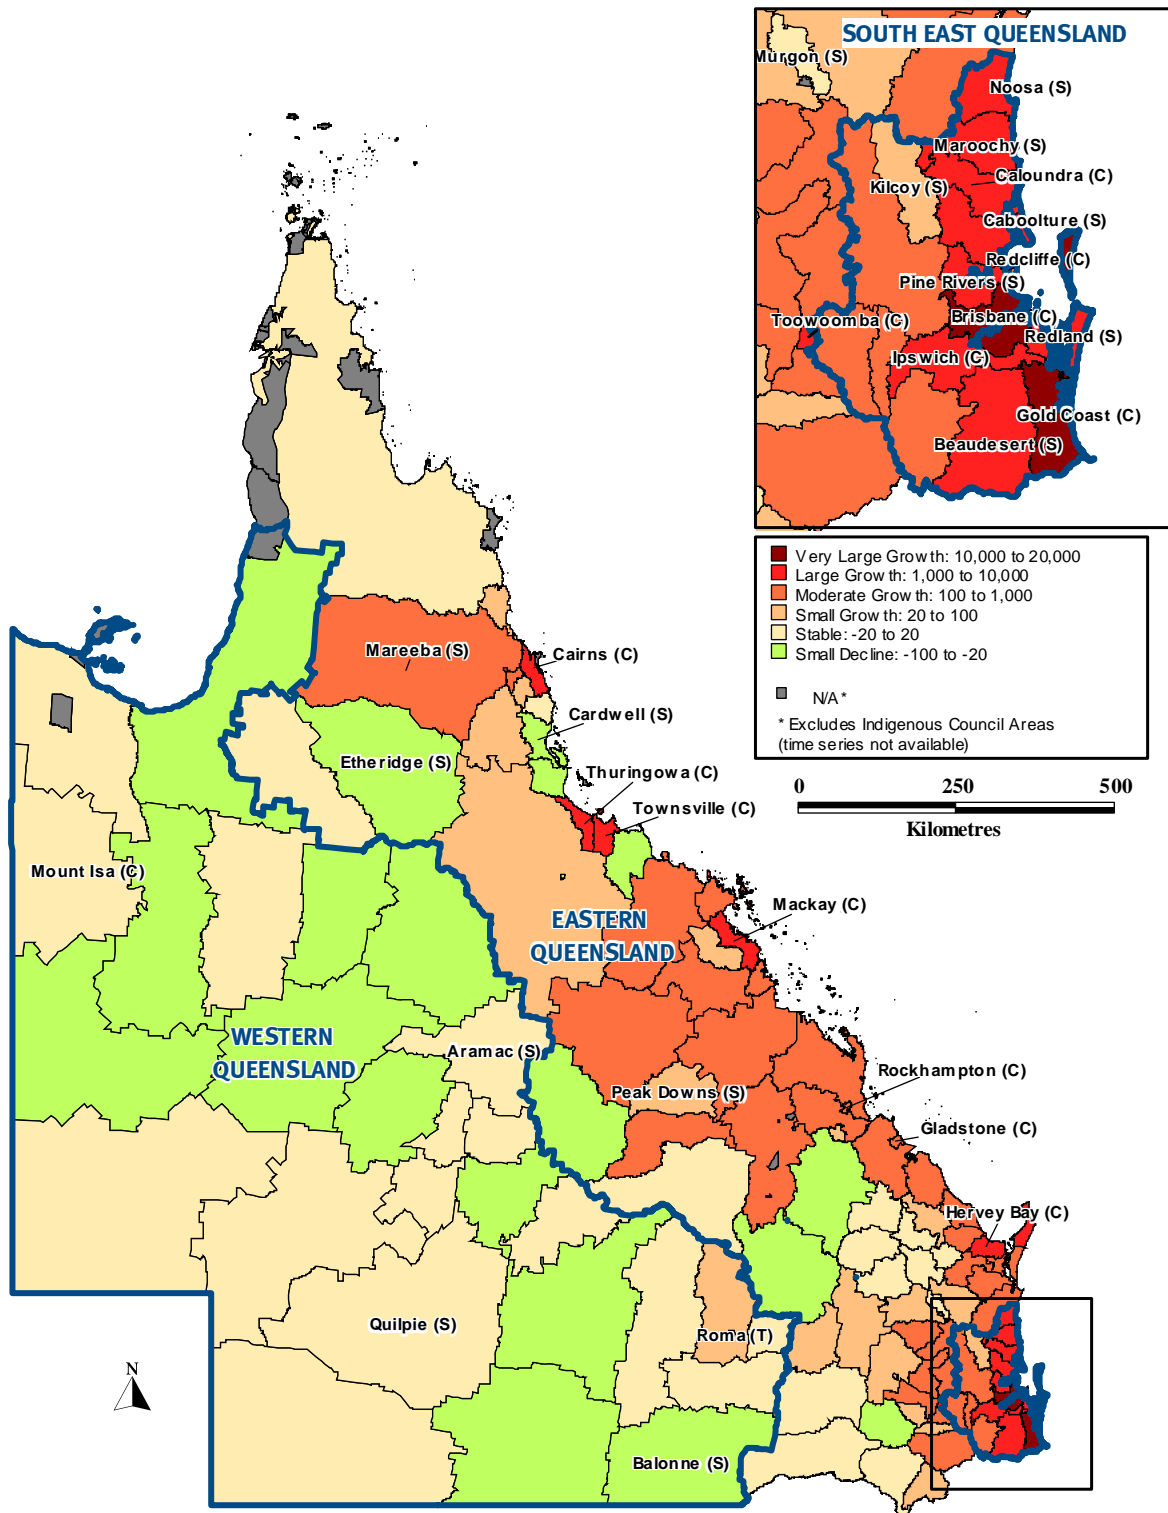 SOUTH EAST QUEENSLAND
Murgon (S)
Noosa (S)
Maroochy (S)
Caloundra (C)
Kilcoy (S)
Caboolture (S)
Redcliffe (C)
Pine Rivers (S)
Brisbane (C)
Toowoomba (C)
Redland (S)
Ipswich (C)
Gold Coast (C)
Beaudesert (S)
Very Large Growth: 10,000 to 20,000
Large Growth: 1,000 to 10,000
Moderate Growth: 100 to 1,000
Small Growth: 20 to 100
Stable: -20 to 20
Small Decline: -100 to -20
N/A *
* Excludes Indigenous Council Areas
(time series not available)
0 250 500
Kilometres
Mareeba (S)
Cairns (C)
Cardwell (S)
Etheridge (S)
Thuringowa (C)
Townsville (C)
Mount Isa (C)
Mackay (C)
EASTERN
QUEENSLAND
WESTERN
QUEENSLAND
Aramac (S)
Peak Downs (S)
Rockhampton (C)
Gladstone (C)
Hervey Bay (C)
Quilpie (S)
Roma (T)
N
Balonne (S)